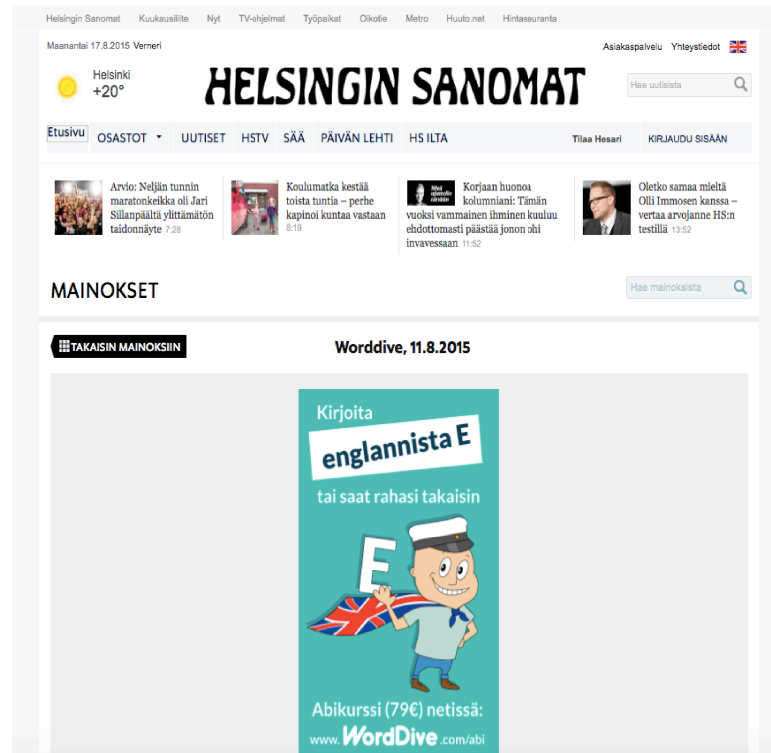 Helsingin Sanomat Kuukausiliite Nyt TV-ohjelmat Työpaikat Oikotie Metro Huuto.net Hintaseuranta
Maanantai 17.8.2015 Verneri
Asiakaspalvelu Yhteystiedot
Helsinki
+20°
HELSINGIN SANOMAT
Hae uutisista
Etusivu OSASTOT UUTISET HSTV SÄÄ PÄIVÄN LEHTI HS ILTA Tilaa Hesari KIRJAUDU SISÄÄN
Arvio: Neljän tunnin
maratonkeikka oli Jari
Sillanpäältä ylittämätön
taidonnäyte 7:28
Koulumatka kestää
toista tuntia – perhe
kapinoi kuntaa vastaan
8:19
Korjaan huonoa
kolumniani: Tämän
vuoksi vammainen ihminen kuuluu
ehdottomasti päästää jonon ohi
invavessaan 11:52
Oletko samaa mieltä
Olli Immosen kanssa –
vertaa arvojanne HS:n
testillä 13:52
MAINOKSET
Hae mainoksista
TAKAISIN MAINOKSIIN
Worddive, 11.8.2015
Kirjoita
englannista E
tai saat rahasi takaisin
E
Abikurssi (79€) netissä:
www.WordDive.com/abi